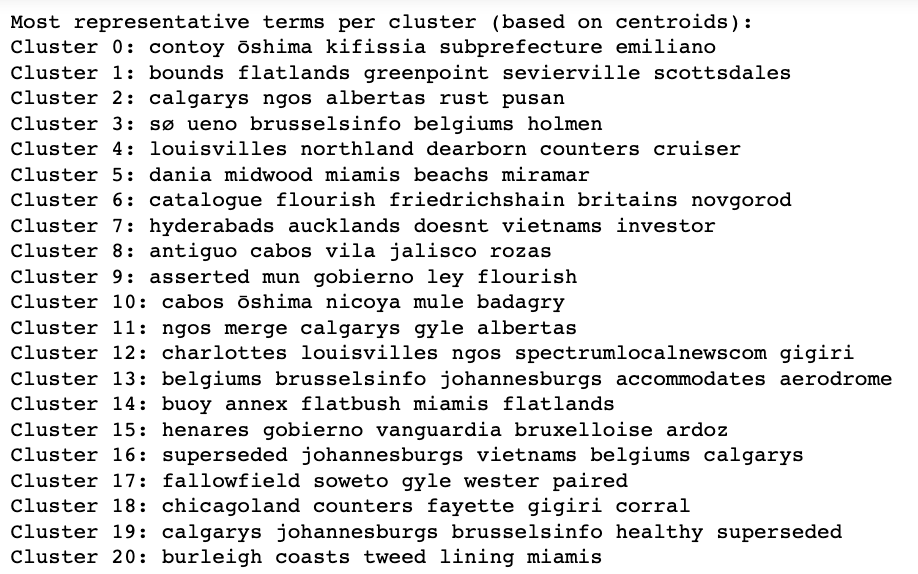 Most representative terms per cluster (based on centroids):
Cluster 0: contoy ōshima kifissia subprefecture emiliano
Cluster 1: bounds flatlands greenpoint sevierville scottsdales
Cluster 2: calgarys ngos albertas rust pusan
Cluster 3: sø ueno brusselsinfo belgiums holmen
Cluster 4: louisvilles northland dearborn counters cruiser
Cluster 5: dania midwood miamis beachs miramar
Cluster 6: catalogue flourish friedrichshain britains novgorod
Cluster 7: hyderabads aucklands doesnt vietnams investor
Cluster 8: antiguo cabos vila jalisco rozas
Cluster 9: asserted mun gobierno ley flourish
Cluster 10: cabos ōshima nicoya mule badagry
Cluster 11: ngos merge calgarys gyle albertas
Cluster 12: charlottes louisvilles ngos spectrumlocalnewscom gigiri
Cluster 13: belgiums brusselsinfo johannesburgs accommodates aerodrome
Cluster 14: buoy annex flatbush miamis flatlands
Cluster 15: henares gobierno vanguardia bruxelloise ardoz
Cluster 16: superseded johannesburgs vietnams belgiums calgarys
Cluster 17: fallowfield soweto gyle wester paired
Cluster 18: chicagoland counters fayette gigiri corral
Cluster 19: calgarys johannesburgs brusselsinfo healthy superseded
Cluster 20: burleigh coasts tweed lining miamis